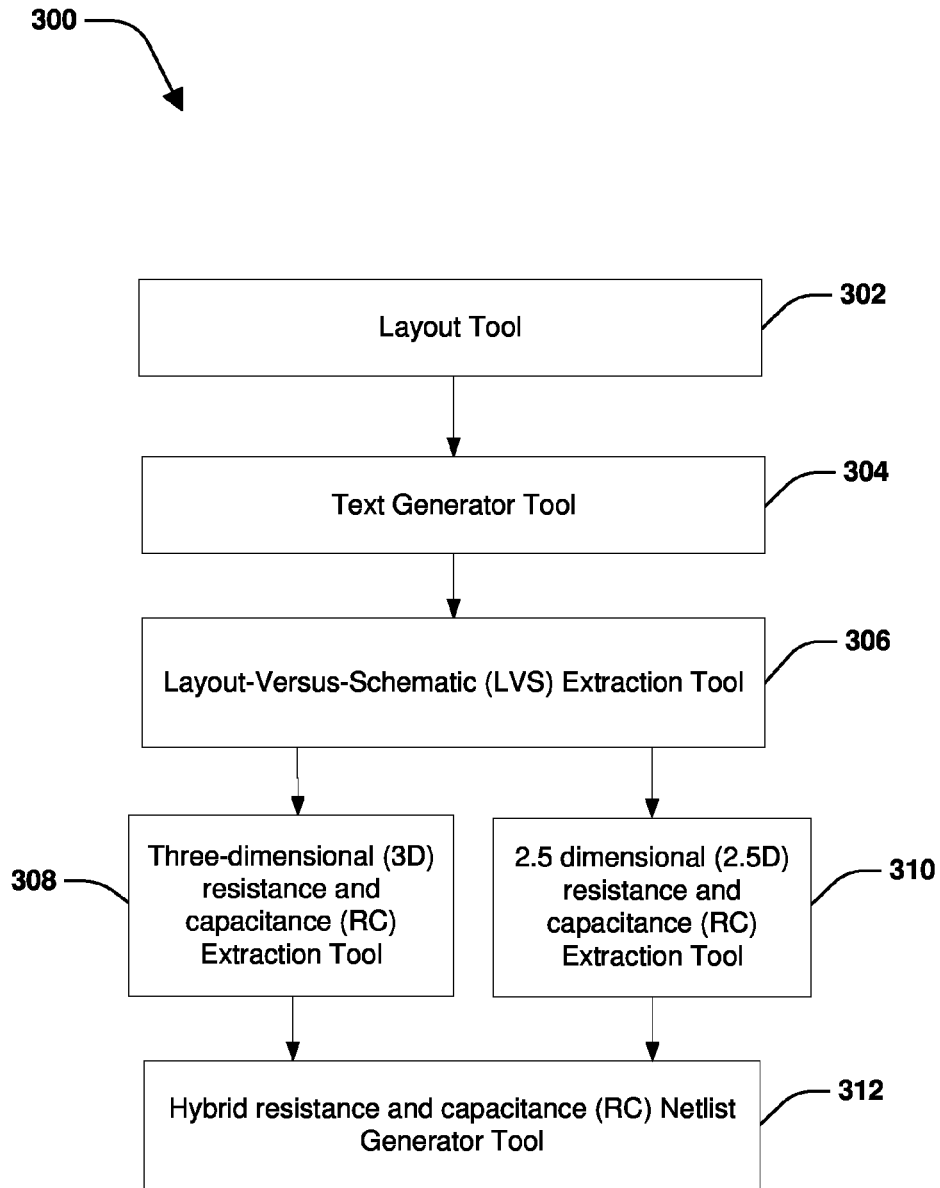 300
302
Layout Tool
304
Text Generator Tool
306
Layout-Versus-Schematic (LVS) Extraction Tool
308
Three-dimensional (3D)
resistance and
capacitance (RC)
Extraction Tool
2.5 dimensional (2.5D)
resistance and
capacitance (RC)
Extraction Tool
310
312
Hybrid resistance and capacitance (RC) Netlist
Generator Tool